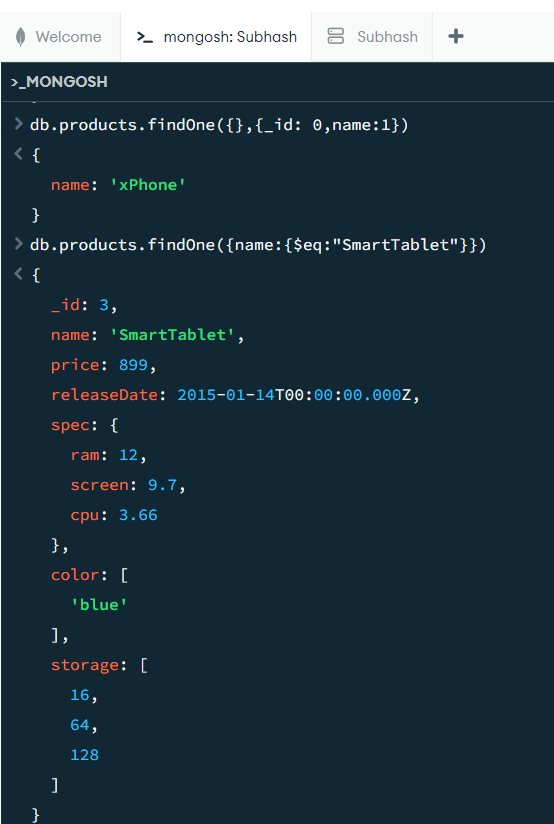 Welcome
>_ mongosh: Subhash
Subhash
+
>_MONGOSH
> db.products.findOne({},{_id: 0,name:1})
< {
name: 'xPhone'
}
> db.products.findOne({name:{$eq:"SmartTablet"}})
< {
_id: 3,
name: 'SmartTablet',
price: 899,
releaseDate: 2015-01-14T00:00:00.000Z,
spec: {
ram: 12,
screen: 9.7,
cpu: 3.66
},
color: [
'blue'
],
storage: [
16,
64,
128
]
}